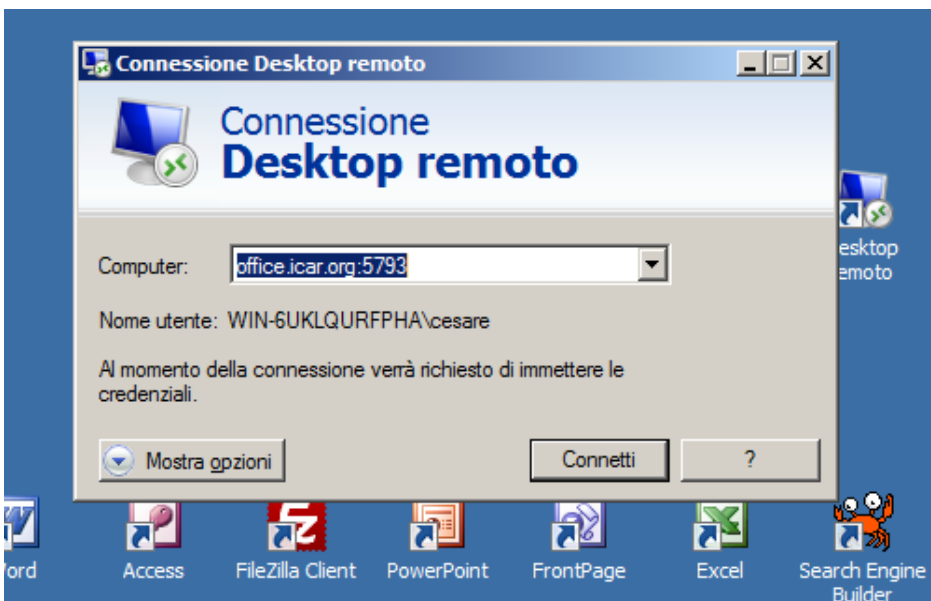 Connessione Desktop remoto
Connessione
Desktop remoto
Computer:
office.icar.org:5793
Nome utente: WIN-6UKLQURFPHA\cesare
Al momento della connessione verrà richiesto di immettere le
credenziali.
Mostra opzioni
Connetti
?
esktop
emoto
ord
Access
FileZilla Client
PowerPoint
FrontPage
Excel
Search Engine
Builder